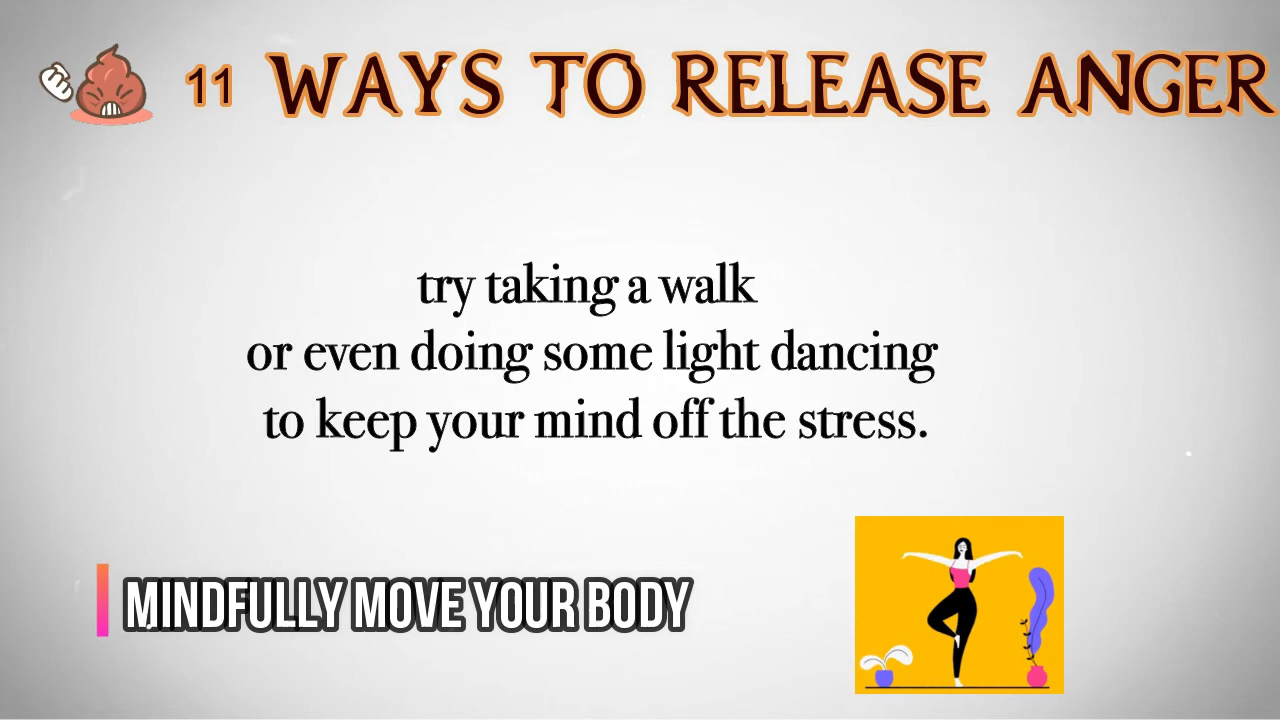 11 WAYS TO RELEASE ANGER
try taking a walk
or even doing some light dancing
to keep your mind off the stress.
MINDFULLY MOVE YOUR BODY